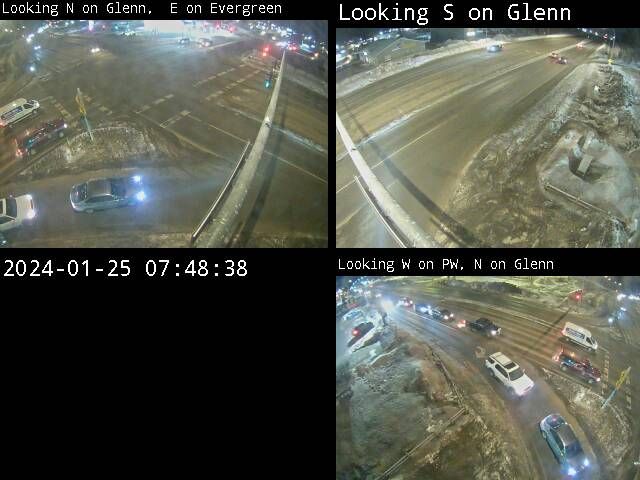 Looking N on Glenn,  E on Evergreen
Looking S on Glenn
2024-01-25 07:48:38
Looking W on PW, N on Glenn